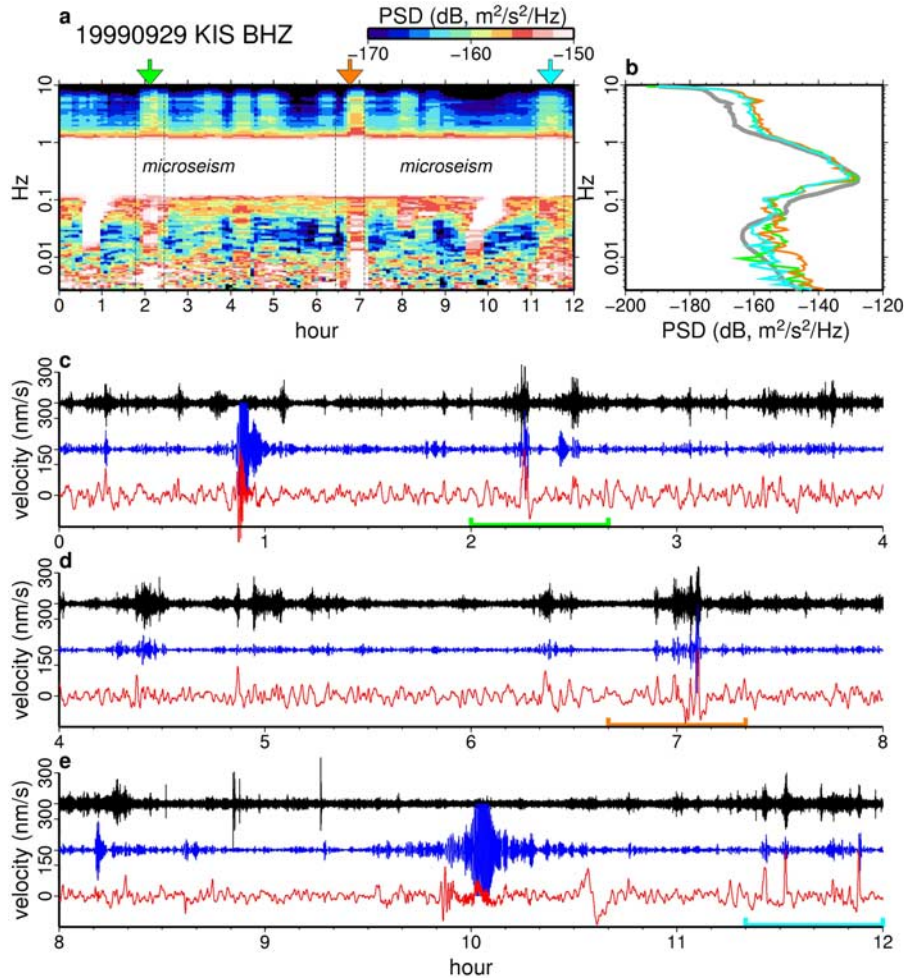 a 19990929 KIS BHZ
PSD (dB, m²/s²/Hz)
−170 −160 −150
10
1
0.1
0.01
Hz
microseism microseism
0 1 2 3 4 5 6 7 8 9 10 11 12
hour
b
10
1
0.1
0.01
Hz
−200 −180 −160 −140 −120
PSD (dB, m²/s²/Hz)
c
velocity (nm/s)
300
300
150
0
0 1 2 3 4
d
velocity (nm/s)
300
300
150
0
4 5 6 7 8
e
velocity (nm/s)
300
300
150
0
8 9 10 11 12
hour